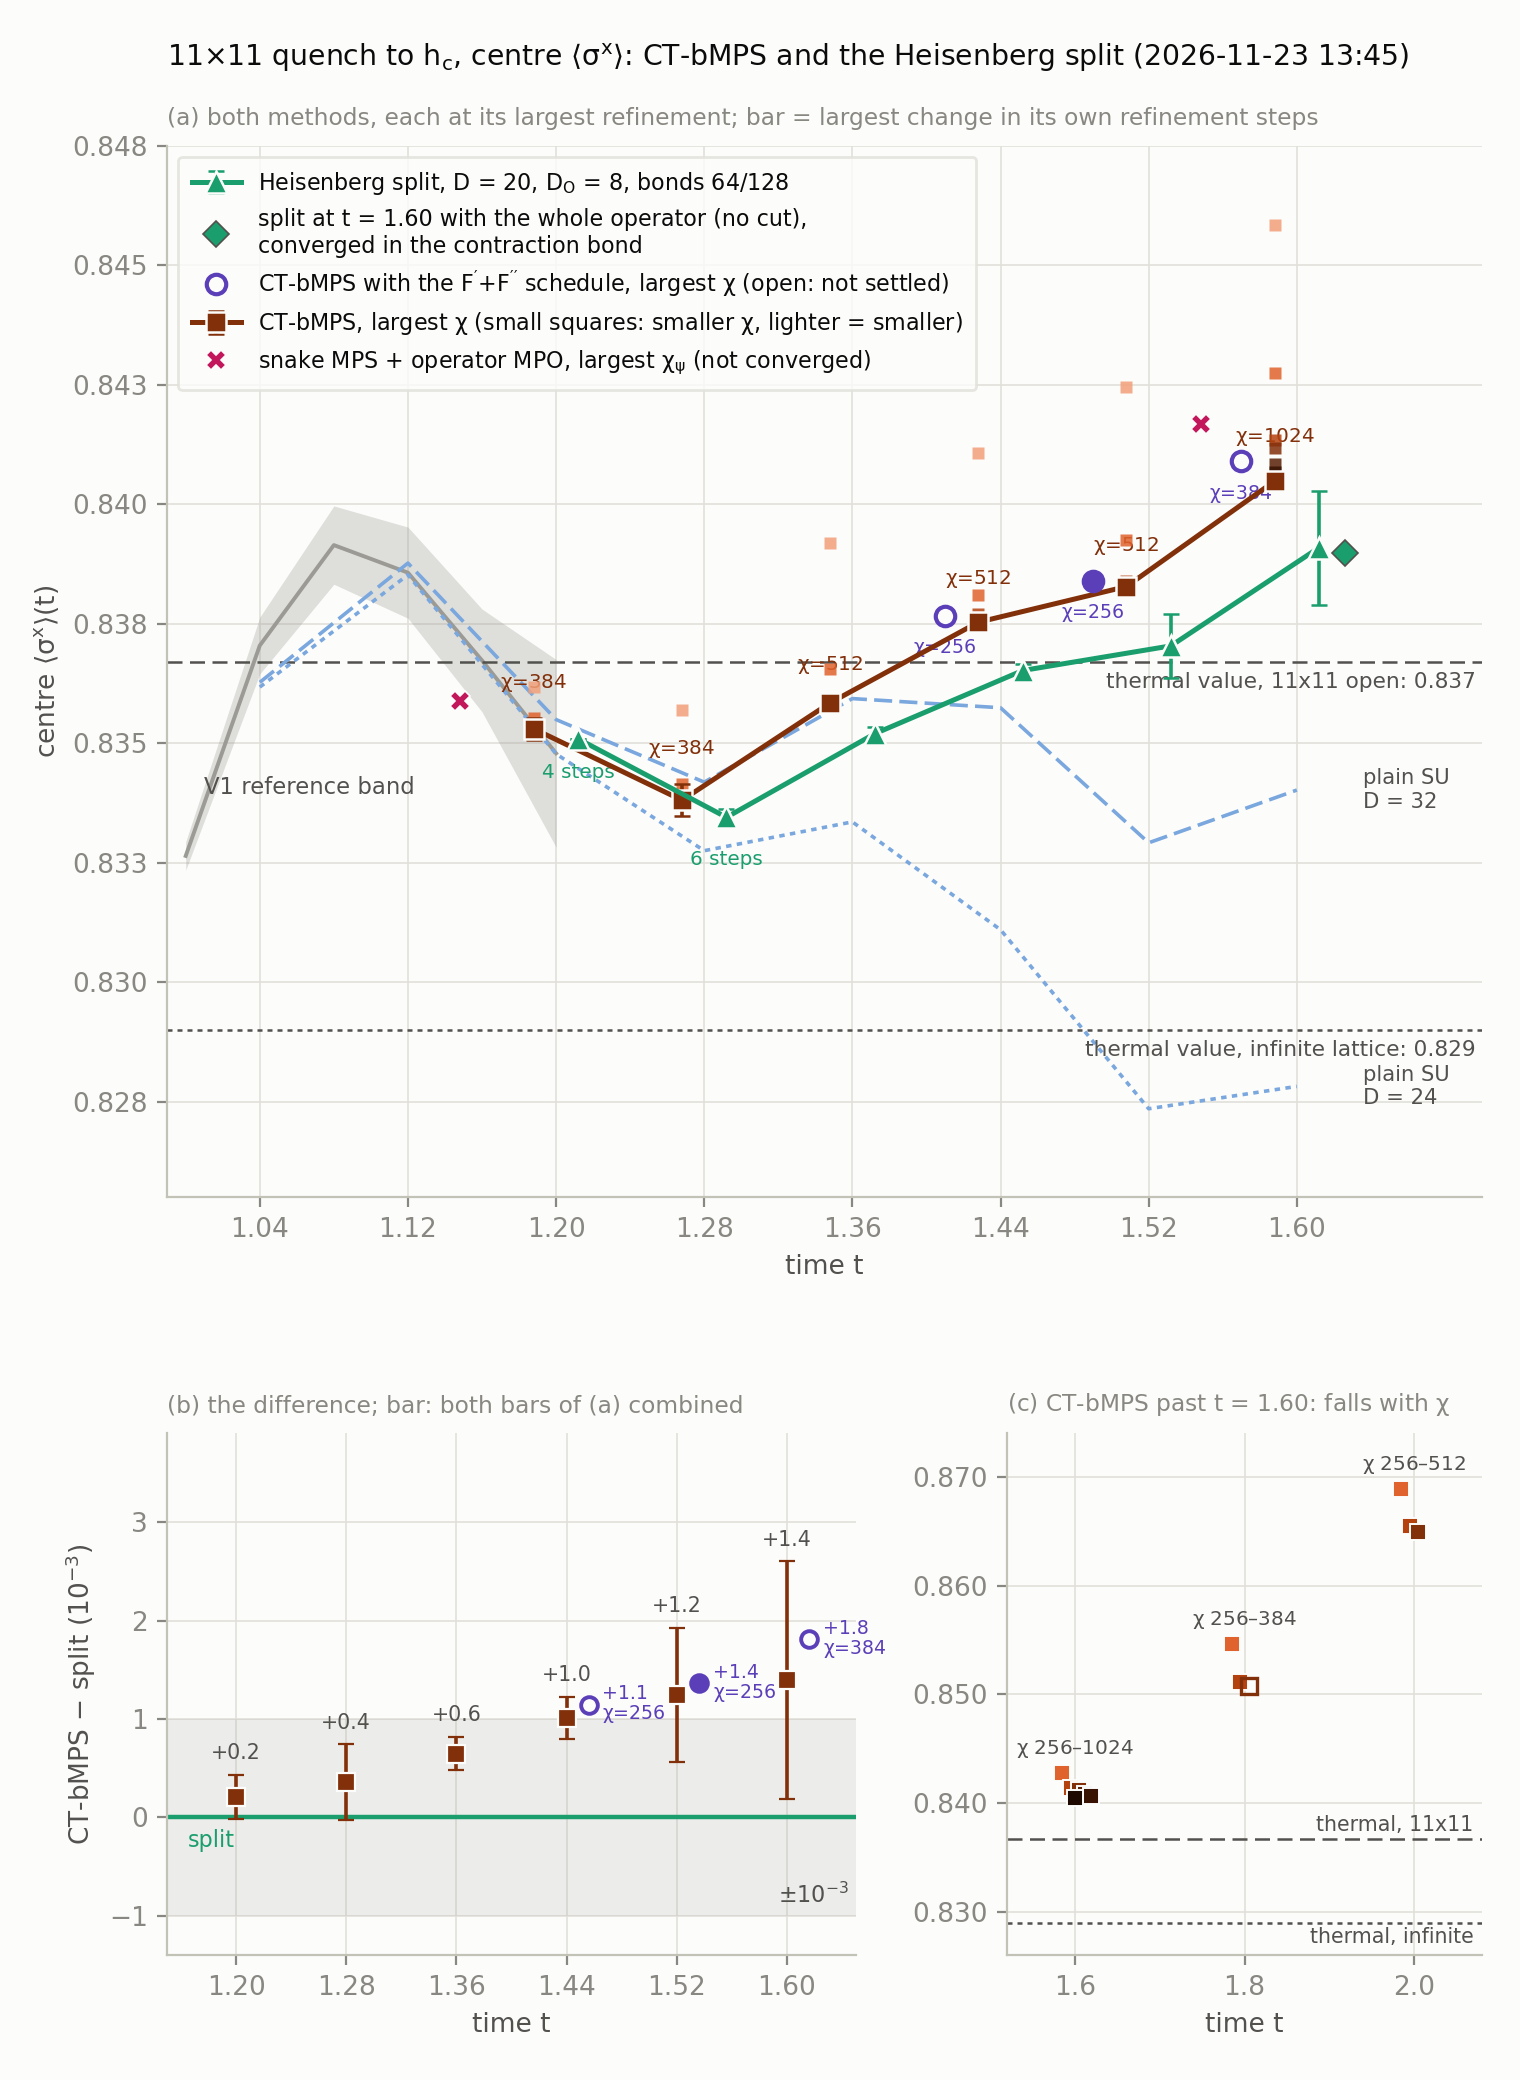 11×11 quench to h_c, centre ⟨σˣ⟩: CT-bMPS and the Heisenberg split (2026-11-23 13:45)
(a) both methods, each at its largest refinement; bar = largest change in its own refinement steps
Heisenberg split, D = 20, D_O = 8, bonds 64/128
split at t = 1.60 with the whole operator (no cut),
converged in the contraction bond
CT-bMPS with the F′+F″ schedule, largest χ (open: not settled)
CT-bMPS, largest χ (small squares: smaller χ, lighter = smaller)
snake MPS + operator MPO, largest χ_ψ (not converged)
0.848
0.845
0.843
0.840
0.838
0.835
0.833
0.830
0.828
centre ⟨σˣ⟩(t)
χ=1024
χ=384
χ=512
χ=256
χ=512
χ=256
χ=512
χ=384
χ=384
thermal value, 11x11 open: 0.837
4 steps
6 steps
V1 reference band
plain SU
D = 32
thermal value, infinite lattice: 0.829
plain SU
D = 24
1.04 1.12 1.20 1.28 1.36 1.44 1.52 1.60
time t
(b) the difference; bar: both bars of (a) combined
3
2
1
0
−1
CT-bMPS − split (10⁻³)
+0.2
+0.4
+0.6
+1.0
+1.1
χ=256
+1.2
+1.4
χ=256
+1.4
+1.8
χ=384
split
±10⁻³
1.20 1.28 1.36 1.44 1.52 1.60
time t
(c) CT-bMPS past t = 1.60: falls with χ
0.870
0.860
0.850
0.840
0.830
χ 256–512
χ 256–384
χ 256–1024
thermal, 11x11
thermal, infinite
1.6 1.8 2.0
time t